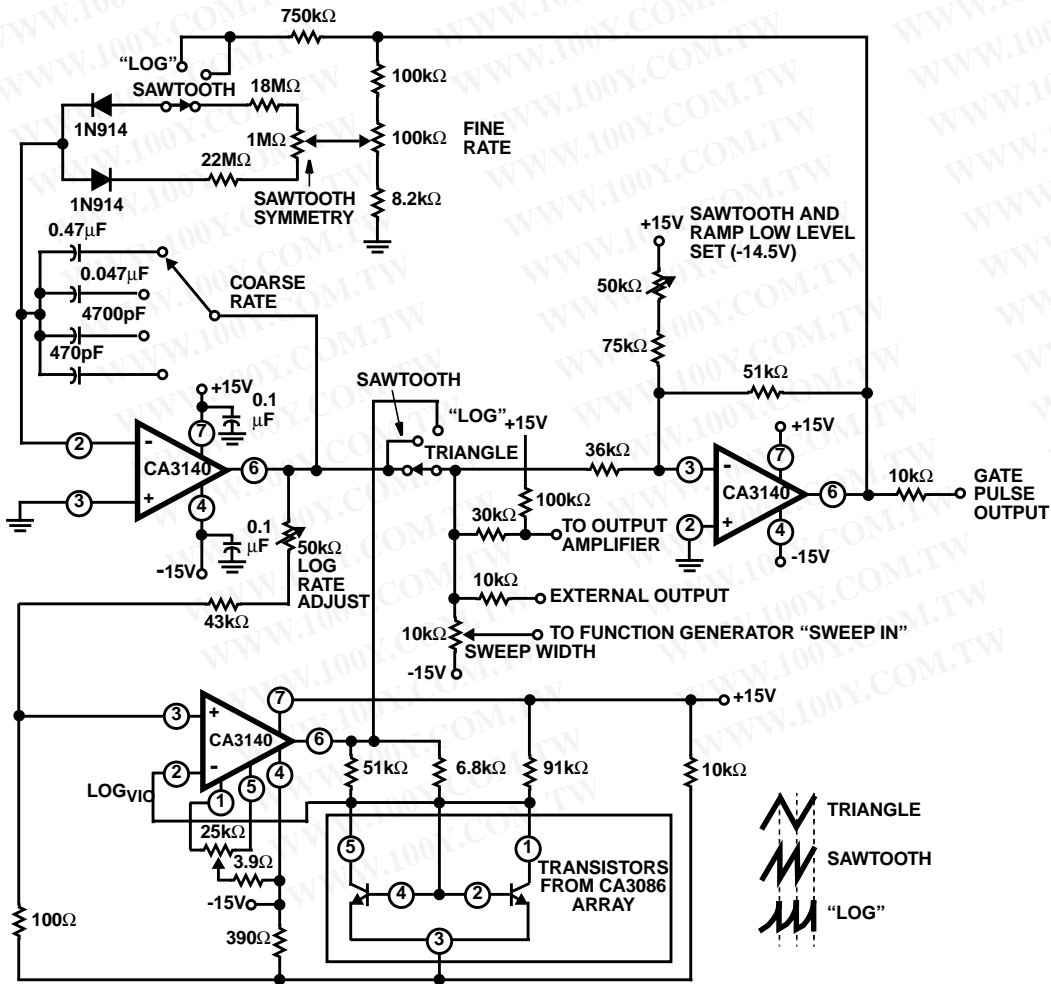 750kΩ
"LOG"
SAWTOOTH
18MΩ
100kΩ
1N914
1MΩ
100kΩ
FINE
RATE
22MΩ
1N914
SAWTOOTH
SYMMETRY
8.2kΩ
0.47μF
0.047μF
4700pF
470pF
COARSE
RATE
+15V
SAWTOOTH AND
RAMP LOW LEVEL
SET (-14.5V)
50kΩ
75kΩ
51kΩ
+15V
0.1
μF
7
2
-
CA3140
6
3
+
4
0.1
μF
-15V
50kΩ
LOG
RATE
ADJUST
43kΩ
SAWTOOTH
"LOG"
TRIANGLE
+15V
36kΩ
100kΩ
30kΩ
TO OUTPUT
AMPLIFIER
10kΩ
EXTERNAL OUTPUT
10kΩ
TO FUNCTION GENERATOR "SWEEP IN"
SWEEP WIDTH
-15V
+15V
7
3
-
CA3140
6
2
+
4
-15V
10kΩ
GATE
PULSE
OUTPUT
7
+15V
3
+
CA3140
6
2
-
4
5
1
LOGVIO
25kΩ
3.9Ω
-15V
100Ω
390Ω
51kΩ
6.8kΩ
91kΩ
10kΩ
5
1
4
2
3
TRANSISTORS
FROM CA3086
ARRAY
TRIANGLE
SAWTOOTH
"LOG"
WWW.100Y.COM.TW